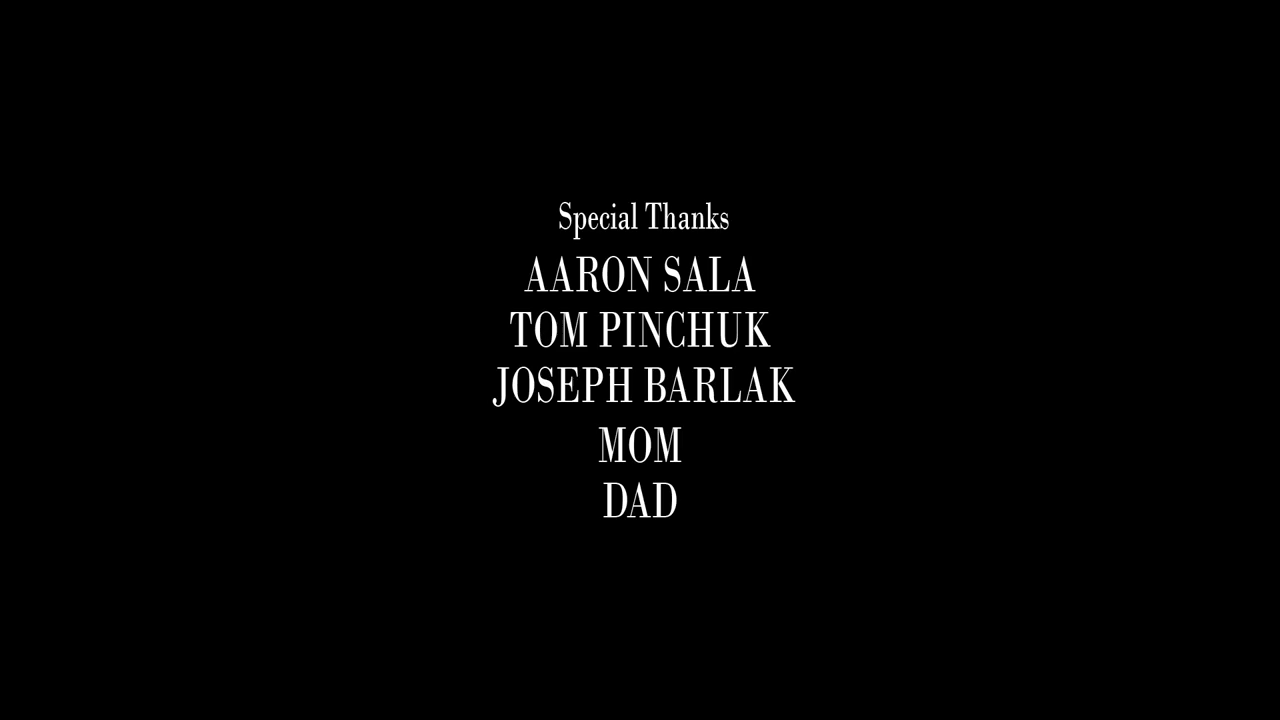 Special Thanks
AARON SALA
TOM PINCHUK
JOSEPH BARLAK
MOM
DAD